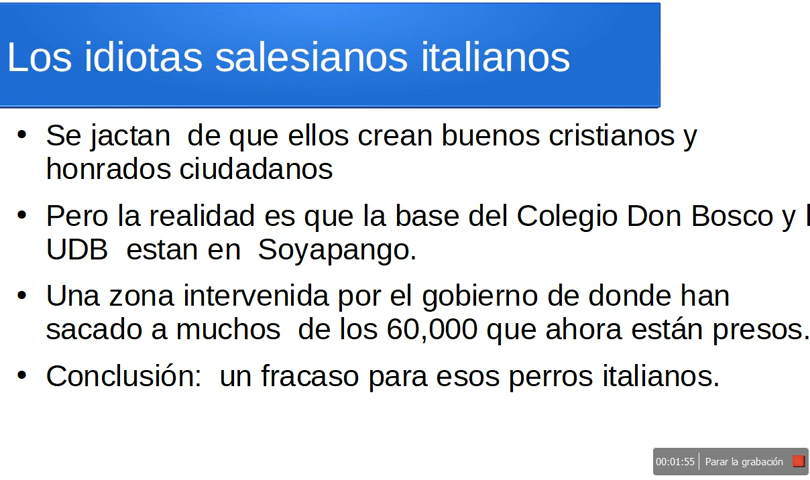 Los idiotas salesianos italianos
• Se jactan de que ellos crean buenos cristianos y
honrados ciudadanos
• Pero la realidad es que la base del Colegio Don Bosco y
UDB estan en Soyapango.
• Una zona intervenida por el gobierno de donde han
sacado a muchos de los 60,000 que ahora están presos.
• Conclusión: un fracaso para esos perros italianos.
00:01:55 Parar la grabación